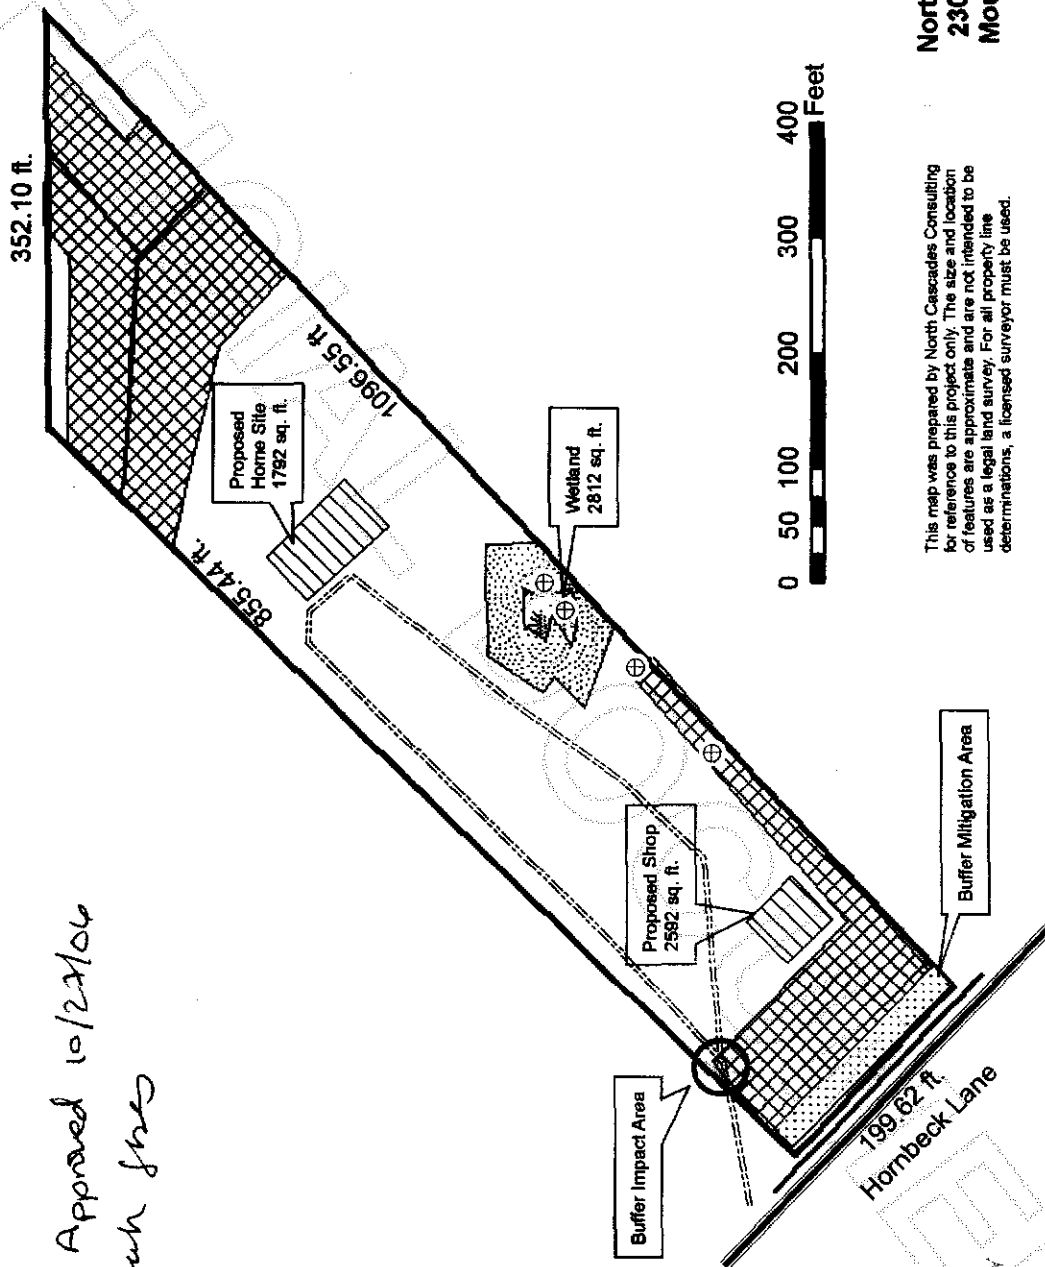 Approved 10/27/06
352.10 ft.
1096.55 ft
855.44 ft.
Proposed
Home Site
1792 sq. ft.
Wetland
2812 sq. ft.
Proposed Shop
2592 sq. ft.
Buffer Impact Area
Buffer Mitigation Area
199.62 ft.
Hornbeck Lane
0 50 100 200 300 400
Feet
This map was prepared by North Cascades Consulting
for reference to this project only. The size and location
of features are approximate and are not intended to be
used as a legal land survey. For all property line
determinations, a licensed surveyor must be used.
Nort
230
Mou